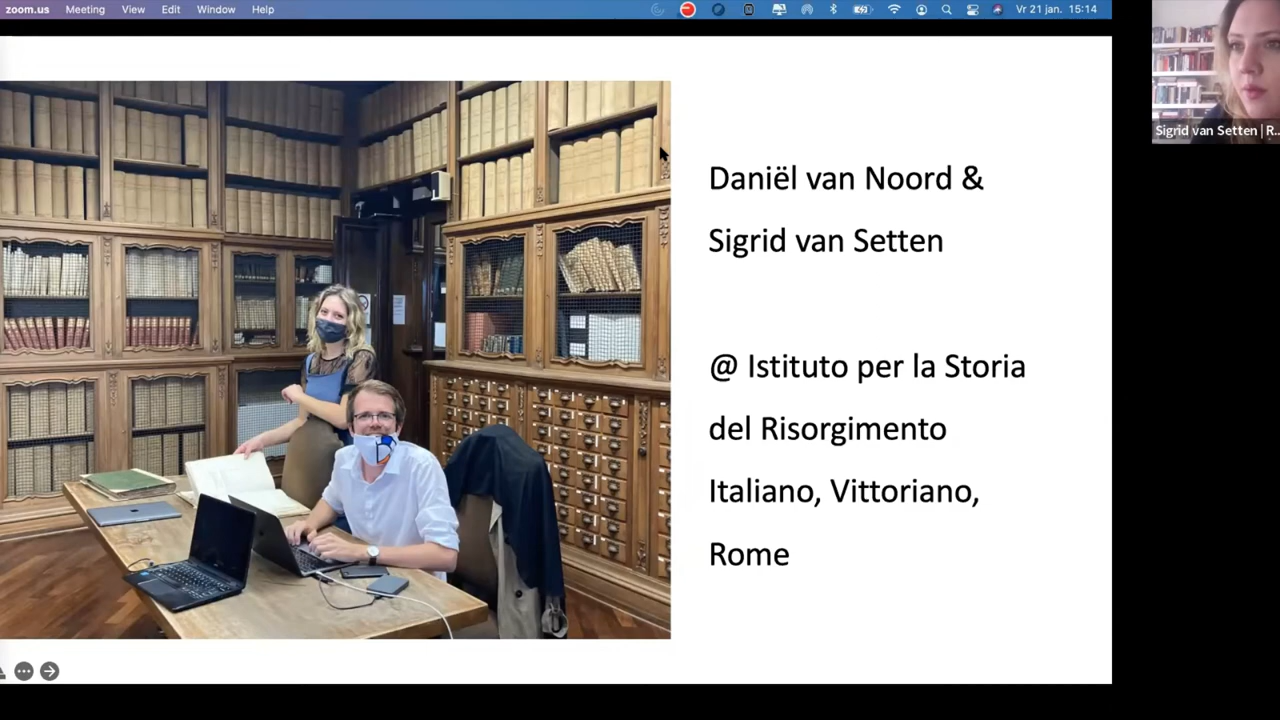 zoom.us Meeting View Edit Window Help Vr 21 jan. 15:14
Sigrid van Setten | R...
Daniël van Noord &
Sigrid van Setten
@ Istituto per la Storia
del Risorgimento
Italiano, Vittoriano,
Rome